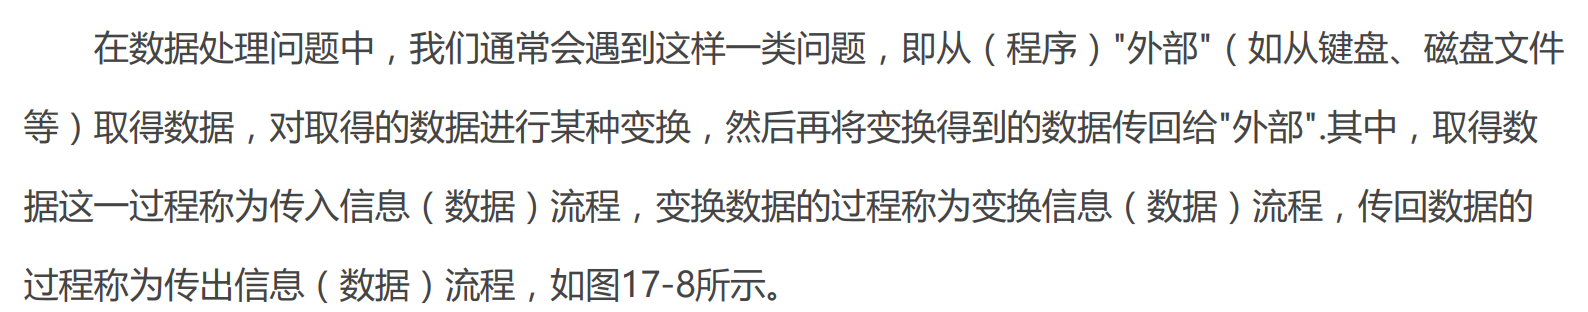 在数据处理问题中，我们通常会遇到这样一类问题，即从（程序）"外部"（如从键盘、磁盘文件
等）取得数据，对取得的数据进行某种变换，然后再将变换得到的数据传回给"外部".其中，取得数
据这一过程称为传入信息（数据）流程，变换数据的过程称为变换信息（数据）流程，传回数据的
过程称为传出信息（数据）流程，如图17-8所示。